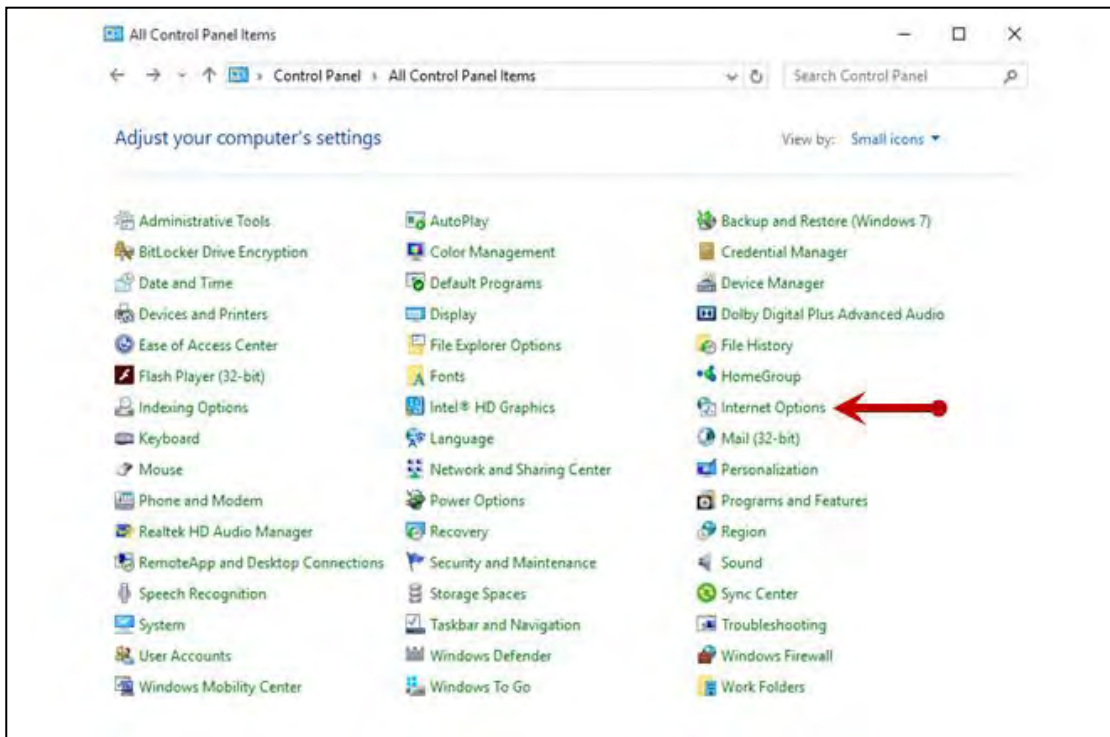 All Control Panel Items
Control Panel › All Control Panel Items
Search Control Panel
Adjust your computer's settings
View by: Small icons
Administrative Tools
AutoPlay
Backup and Restore (Windows 7)
BitLocker Drive Encryption
Color Management
Credential Manager
Date and Time
Default Programs
Device Manager
Devices and Printers
Display
Dolby Digital Plus Advanced Audio
Ease of Access Center
File Explorer Options
File History
Flash Player (32-bit)
Fonts
HomeGroup
Indexing Options
Intel® HD Graphics
Internet Options
Keyboard
Language
Mail (32-bit)
Mouse
Network and Sharing Center
Personalization
Phone and Modem
Power Options
Programs and Features
Realtek HD Audio Manager
Recovery
Region
RemoteApp and Desktop Connections
Security and Maintenance
Sound
Speech Recognition
Storage Spaces
Sync Center
System
Taskbar and Navigation
Troubleshooting
User Accounts
Windows Defender
Windows Firewall
Windows Mobility Center
Windows To Go
Work Folders